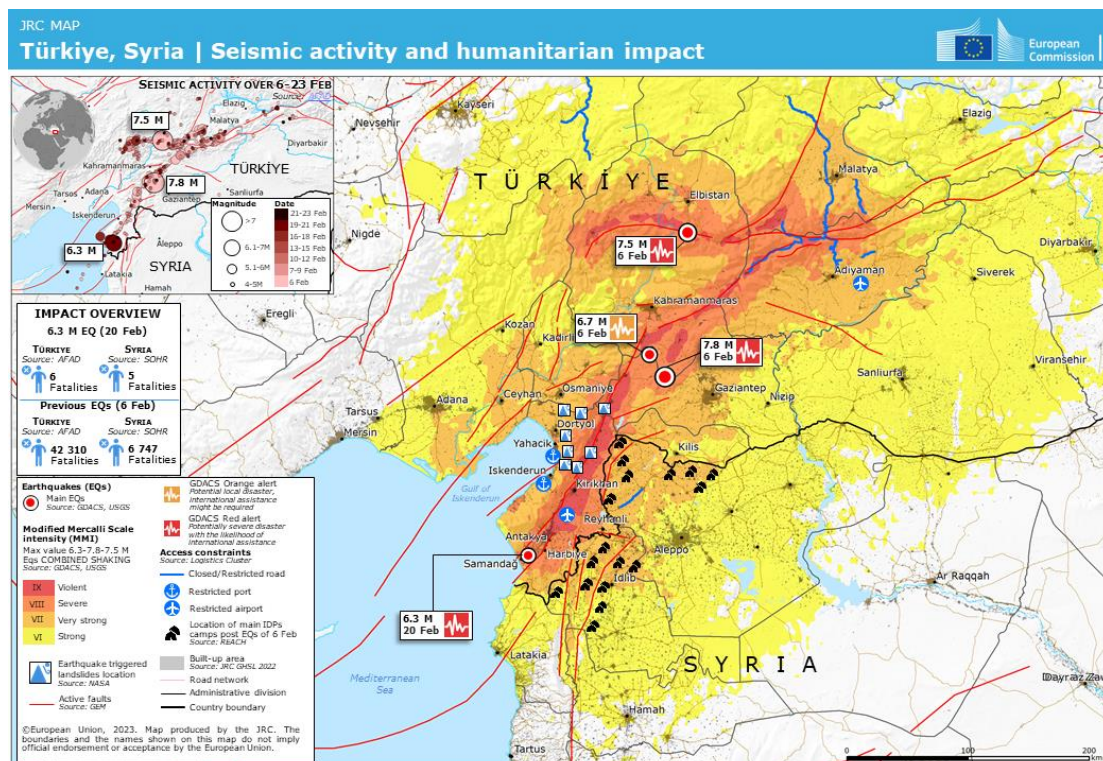 JRC MAP
Türkiye, Syria | Seismic activity and humanitarian impact
European
Commission
SEISMIC ACTIVITY OVER 6-23 FEB
Source:
Elazig
7.5 M
Malatya
Diyarbakir
Kahramanmaras
TÜRKİYE
Tarsos
Adana
7.8 M
Sanliurfa
Mersin
Gaziantep
Iskenderun
6.3 M
Aleppo
Latakia
SYRIA
Hamah
Magnitude
Date
>7
6.1-7M
5.1-6M
4-5M
21-23 Feb
19-21 Feb
16-18 Feb
13-15 Feb
10-12 Feb
7-9 Feb
6 Feb
IMPACT OVERVIEW
6.3 M EQ (20 Feb)
TÜRKIYE
Source: AFAD
6
Fatalities
SYRIA
Source: SOHR
5
Fatalities
Previous EQs (6 Feb)
TÜRKIYE
Source: AFAD
42 310
Fatalities
SYRIA
Source: SOHR
6 747
Fatalities
Earthquakes (EQs)
Main EQs
Source: GDACS, USGS
Modified Mercalli Scale
intensity (MMI)
Max value 6.3-7.8-7.5 M
Eqs COMBINED SHAKING
Source: GDACS, USGS
IX Violent
VIII Severe
VII Very strong
VI Strong
Earthquake triggered
landslides location
Source: NASA
Active faults
Source: GEM
GDACS Orange alert
Potential local disaster,
international assistance
might be required
GDACS Red alert
Potentially severe disaster
with the likelihood of
international assistance
Access constraints
Source: Logistics Cluster
Closed/Restricted road
Restricted port
Restricted airport
Location of main IDPs
camps post EQs of 6 Feb
Source: REACH
Built-up area
Source: JRC GHSL 2022
Road network
Administrative division
Country boundary
©European Union, 2023. Map produced by the JRC. The
boundaries and the names shown on this map do not imply
official endorsement or acceptance by the European Union.
Kayseri
Nevsehir
Elazig
TÜRKİYE
Malatya
Elbistan
Nigde
7.5 M
6 Feb
Diyarbakir
Adiyaman
Siverek
Eregli
Kahramanmaras
Kozan
Kadirli
6.7 M
6 Feb
7.8 M
6 Feb
Viransehir
Sanliurfa
Osmaniye
Gaziantep
Ceyhan
Nizip
Adana
Tarsus
Mersin
Dortyol
Yahacik
Kilis
Iskenderun
Gulf of
Iskenderun
Kirikhan
Reyhanli
Antakya
Harbiye
Samandağ
Aleppo
Idlib
Ar Raqqah
6.3 M
20 Feb
Latakia
SYRIA
Mediterranean
Sea
Hamah
Tartus
0
100
200
km